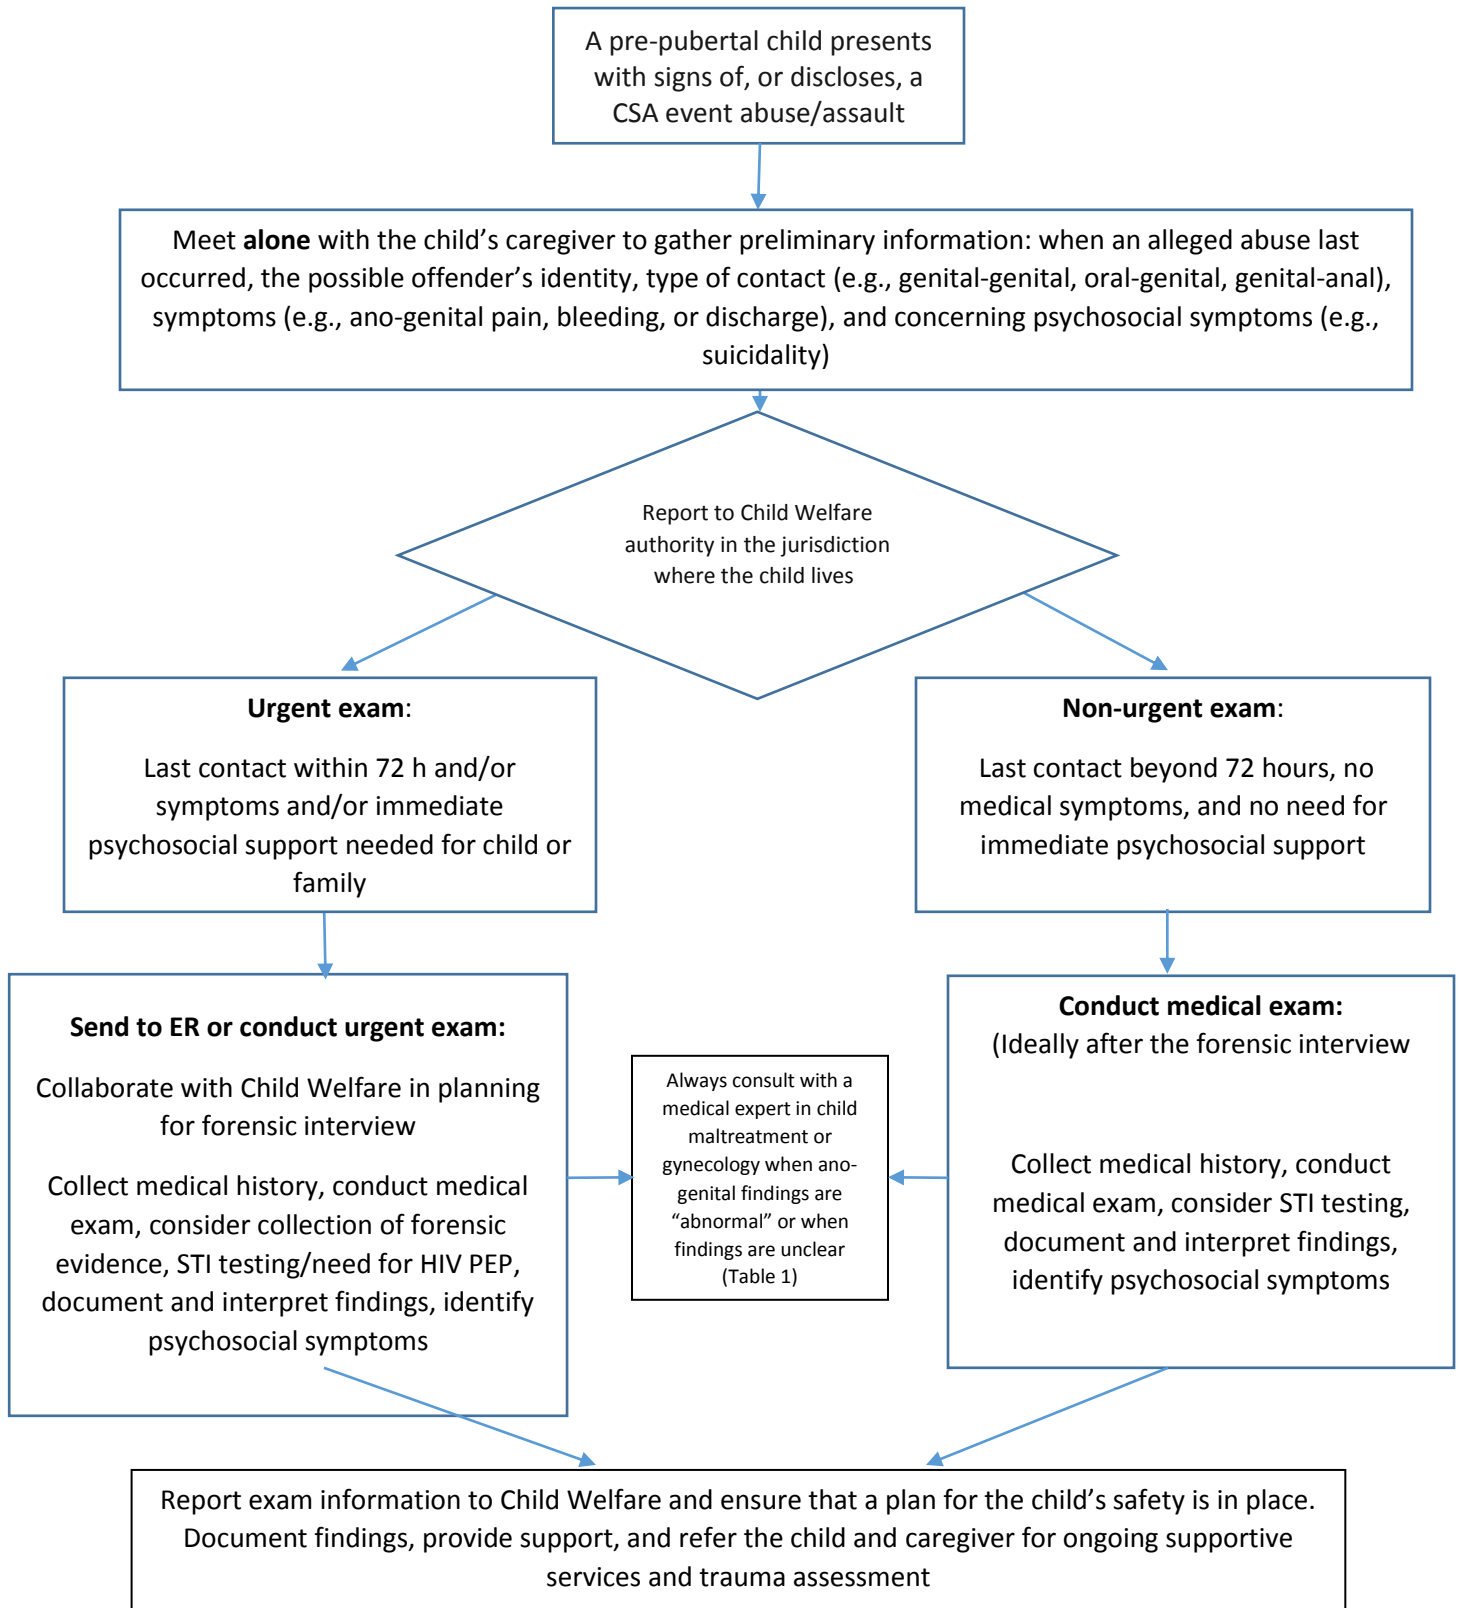 A pre-pubertal child presents
with signs of, or discloses, a
CSA event abuse/assault
Meet alone with the child’s caregiver to gather preliminary information: when an alleged abuse last
occurred, the possible offender’s identity, type of contact (e.g., genital-genital, oral-genital, genital-anal),
symptoms (e.g., ano-genital pain, bleeding, or discharge), and concerning psychosocial symptoms (e.g.,
suicidality)
Report to Child Welfare
authority in the jurisdiction
where the child lives
Urgent exam:
Last contact within 72 h and/or
symptoms and/or immediate
psychosocial support needed for child or
family
Non-urgent exam:
Last contact beyond 72 hours, no
medical symptoms, and no need for
immediate psychosocial support
Send to ER or conduct urgent exam:
Collaborate with Child Welfare in planning
for forensic interview
Collect medical history, conduct medical
exam, consider collection of forensic
evidence, STI testing/need for HIV PEP,
document and interpret findings, identify
psychosocial symptoms
Always consult with a
medical expert in child
maltreatment or
gynecology when ano-
genital findings are
“abnormal” or when
findings are unclear
(Table 1)
Conduct medical exam:
(Ideally after the forensic interview
Collect medical history, conduct
medical exam, consider STI testing,
document and interpret findings,
identify psychosocial symptoms
Report exam information to Child Welfare and ensure that a plan for the child’s safety is in place.
Document findings, provide support, and refer the child and caregiver for ongoing supportive
services and trauma assessment